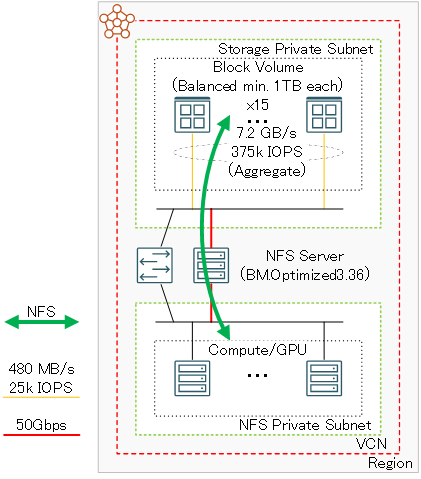 Storage Private Subnet
Block Volume
(Balanced min. 1TB each)
x15
...
7.2 GB/s
375k IOPS
(Aggregate)
NFS Server
(BM.Optimized3.36)
NFS
480 MB/s
25k IOPS
50Gbps
Compute/GPU
...
NFS Private Subnet
VCN
Region